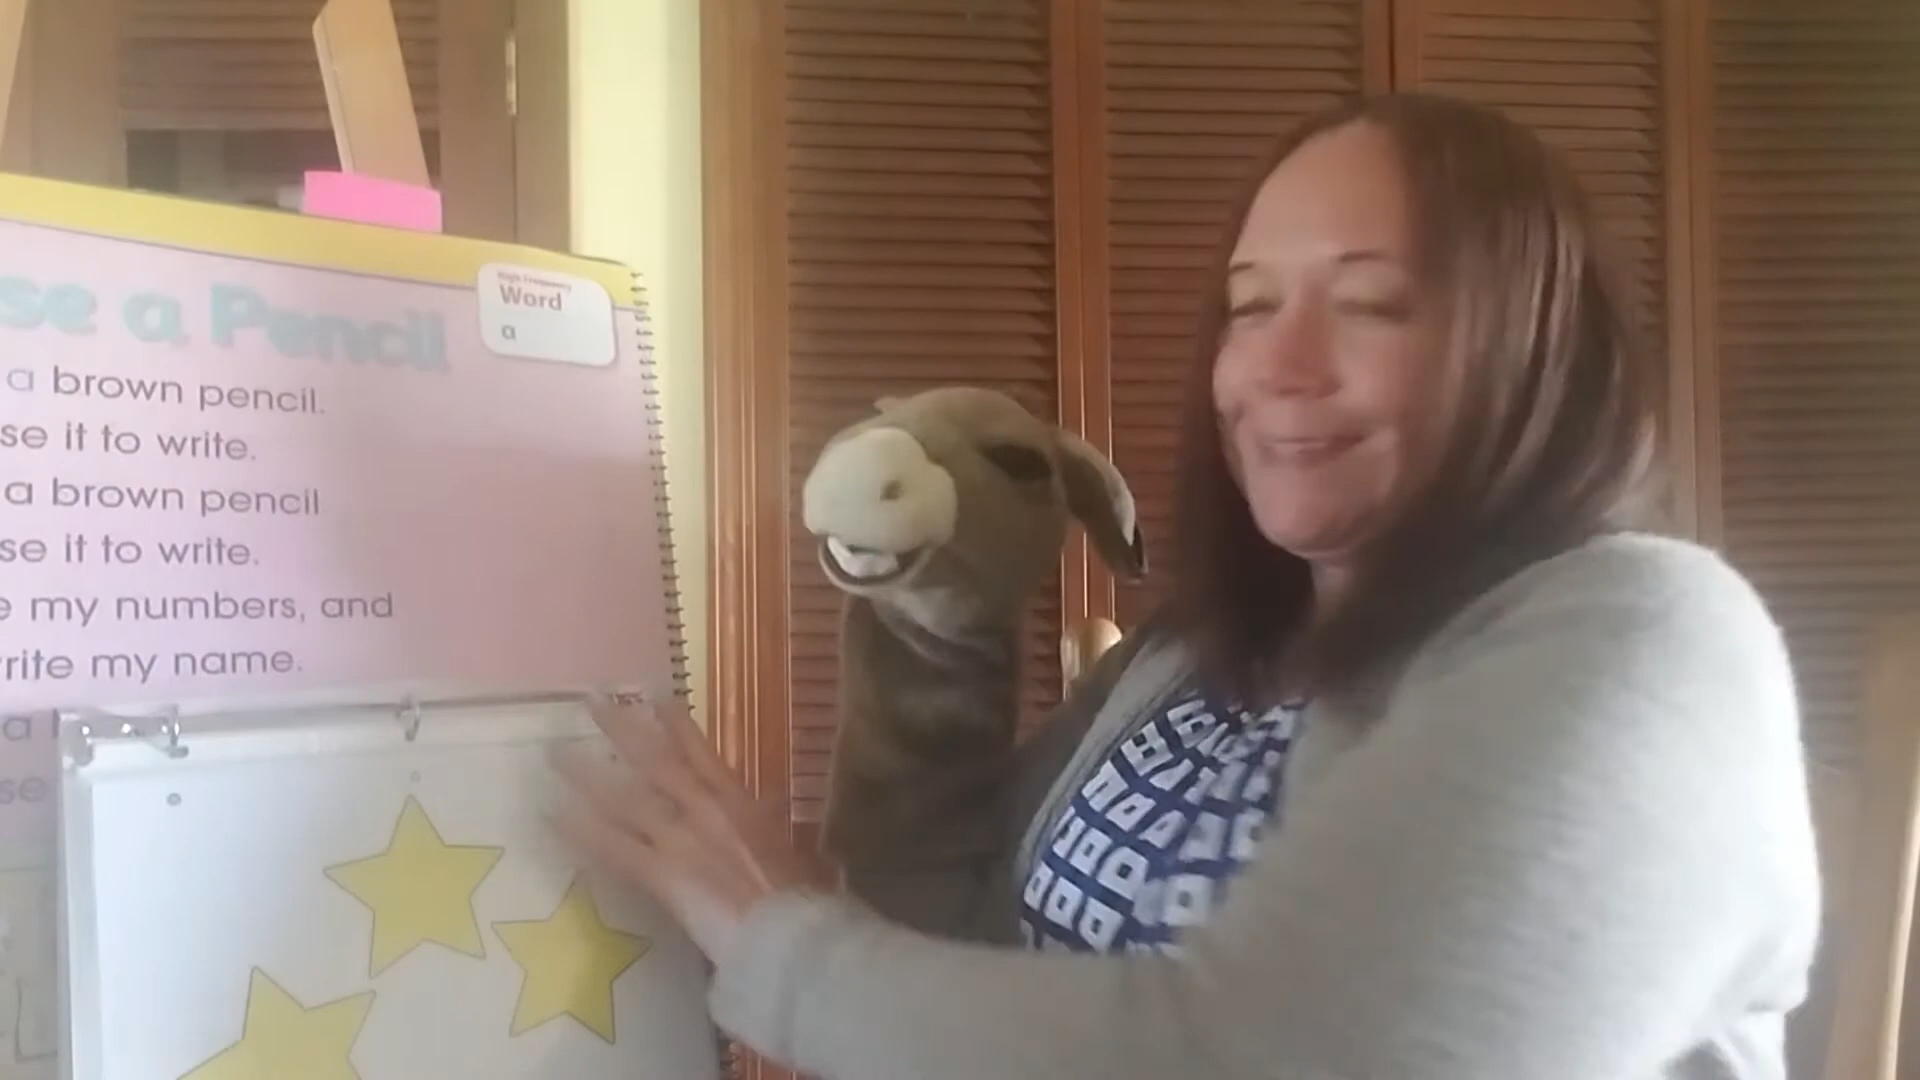 se a Pencil
High Frequency
Word
a
a brown pencil.
se it to write.
a brown pencil
se it to write.
e my numbers, and
rite my name.
a
se